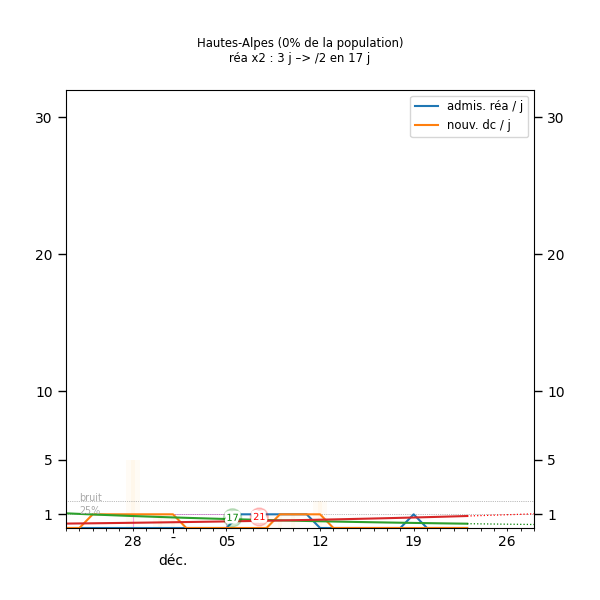 Hautes-Alpes (0% de la population)
réa x2 : 3 j –> /2 en 17 j
admis. réa / j
nouv. dc / j
30 30
20 20
10 10
5 5
bruit
25%
17 21
1 1
28 - 05 12 19 26
déc.